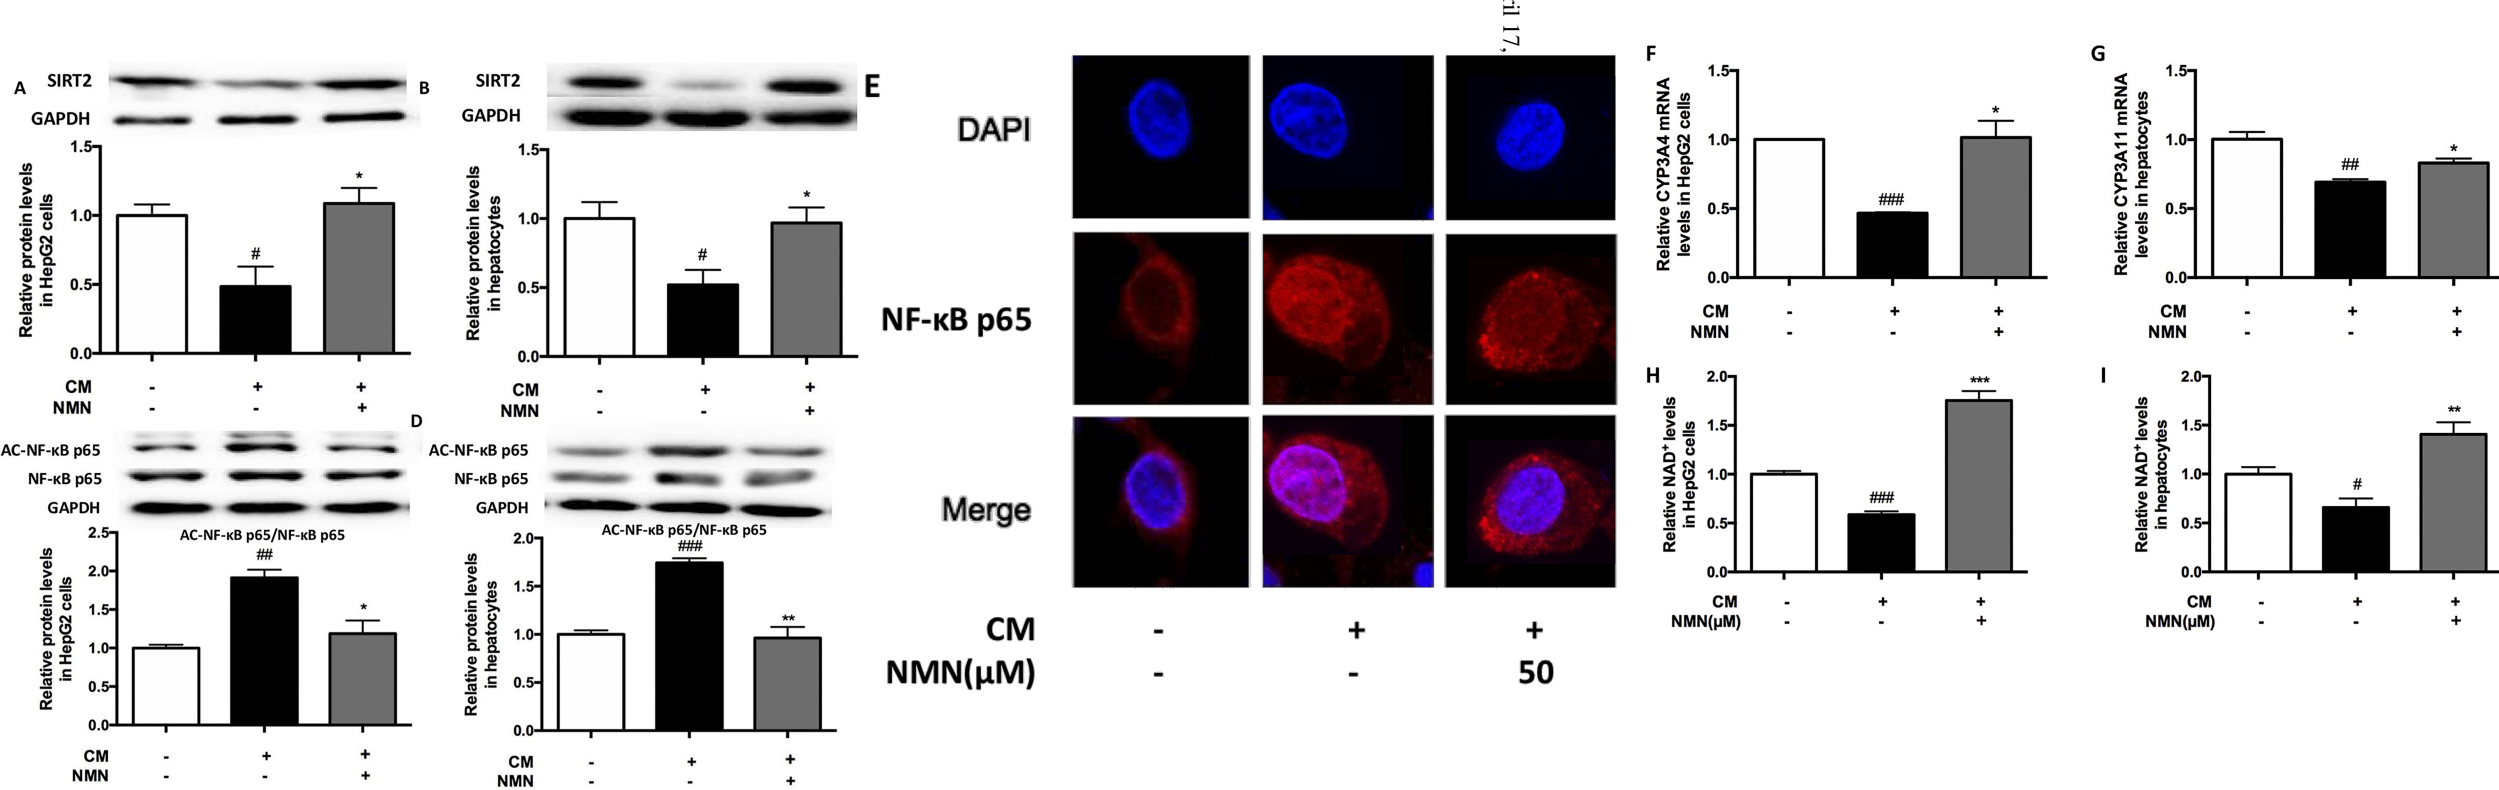 A
SIRT2
GAPDH
1.5
1.0
0.5
0.0
Relative protein levels
in HepG2 cells
#
*
CM - + +
NMN - - +
B
SIRT2
GAPDH
1.5
1.0
0.5
0.0
Relative protein levels
in hepatocytes
#
*
CM - + +
NMN - - +
AC-NF-κB p65
NF-κB p65
GAPDH
AC-NF-κB p65/NF-κB p65
2.5
2.0
1.5
1.0
0.5
0.0
Relative protein levels
in HepG2 cells
##
*
CM - + +
NMN - - +
D
AC-NF-κB p65
NF-κB p65
GAPDH
AC-NF-κB p65/NF-κB p65
2.0
1.5
1.0
0.5
0.0
Relative protein levels
in hepatocytes
###
**
CM - + +
NMN - - +
E
ril 17,
DAPI
NF-κB p65
Merge
CM - + +
NMN(μM) - - 50
F
1.5
1.0
0.5
0.0
Relative CYP3A4 mRNA
levels in HepG2 cells
###
*
CM - + +
NMN - - +
G
1.5
1.0
0.5
0.0
Relative CYP3A11 mRNA
levels in hepatocytes
##
*
CM - + +
NMN - - +
H
2.0
1.5
1.0
0.5
0.0
Relative NAD⁺ levels
in HepG2 cells
###
***
CM - + +
NMN(μM) - - +
I
2.0
1.5
1.0
0.5
0.0
Relative NAD⁺ levels
in hepatocytes
#
**
CM - + +
NMN(μM) - - +